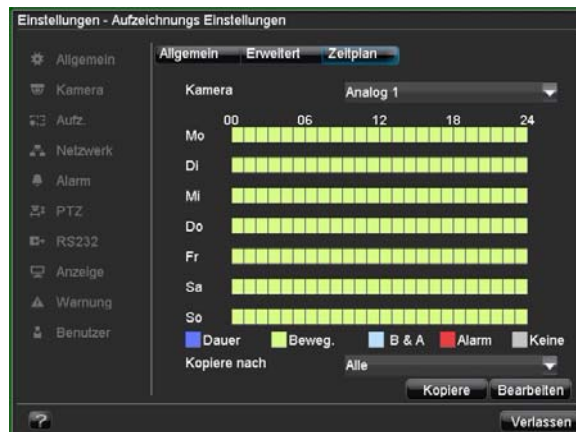 Einstellungen - Aufzeichnungs Einstellungen
Allgemein
Kamera
Aufz.
Netzwerk
Alarm
PTZ
RS232
Anzeige
Warnung
Benutzer
Allgemein Erweitert Zeitplan
Kamera Analog 1
00 06 12 18 24
Mo
Di
Mi
Do
Fr
Sa
So
Dauer Beweg. B & A Alarm Keine
Kopiere nach Alle
Kopiere Bearbeiten
? Verlassen